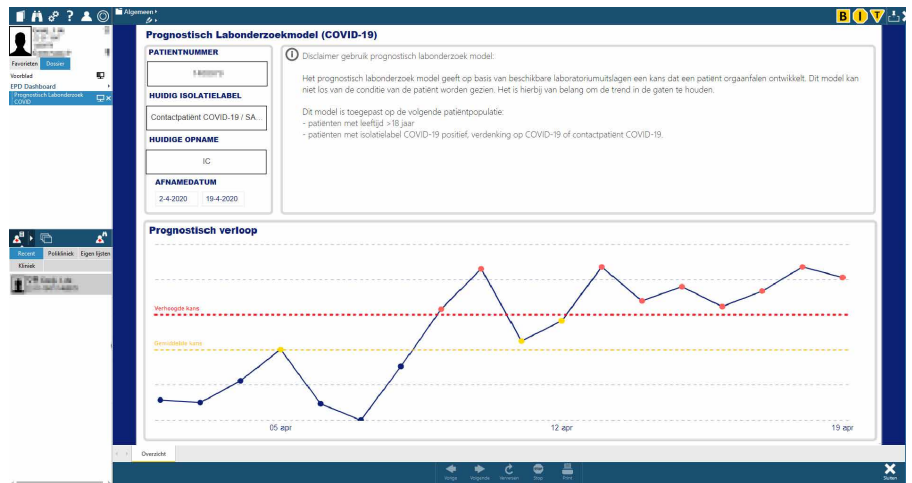 Algemeen
B I T
Favorieten Dossier
Voorblad
EPD Dashboard
Prognostisch Labonderzoek
COVID
Recent Polikliniek Eigen lijsten
Kliniek
Prognostisch Labonderzoekmodel (COVID-19)
PATIENTNUMMER
HUIDIG ISOLATIELABEL
Contactpatiënt COVID-19 / SA...
HUIDIGE OPNAME
IC
AFNAMEDATUM
2-4-2020 19-4-2020
Disclaimer gebruik prognostisch labonderzoek model:
Het prognostisch labonderzoek model geeft op basis van beschikbare laboratoriumuitslagen een kans dat een patiënt orgaanfalen ontwikkelt. Dit model kan
niet los van de conditie van de patiënt worden gezien. Het is hierbij van belang om de trend in de gaten te houden.
Dit model is toegepast op de volgende patiëntpopulatie:
- patiënten met leeftijd >18 jaar
- patiënten met isolatielabel COVID-19 positief, verdenking op COVID-19 of contactpatiënt COVID-19.
Prognostisch verloop
Verhoogde kans
Gemiddelde kans
05 apr 12 apr 19 apr
Overzicht
Vorige Volgende Verversen Stop Print
Sluiten